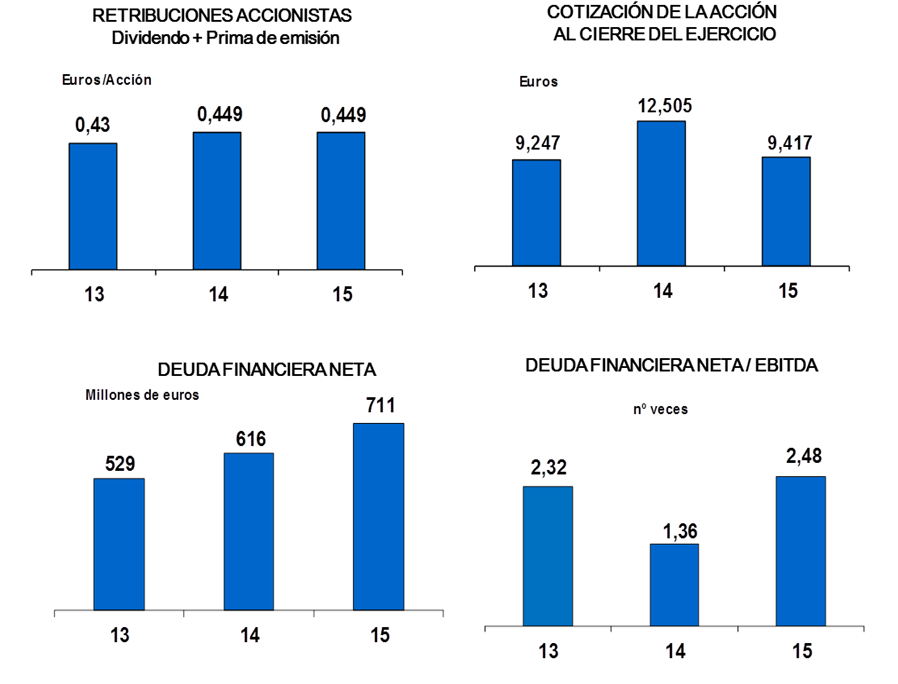 RETRIBUCIONES ACCIONISTAS
Dividendo + Prima de emisión
Euros/Acción
0,43
0,449
0,449
13
14
15
COTIZACIÓN DE LA ACCIÓN
AL CIERRE DEL EJERCICIO
Euros
9,247
12,505
9,417
13
14
15
DEUDA FINANCIERA NETA
Millones de euros
529
616
711
13
14
15
DEUDA FINANCIERA NETA / EBITDA
nº veces
2,32
1,36
2,48
13
14
15